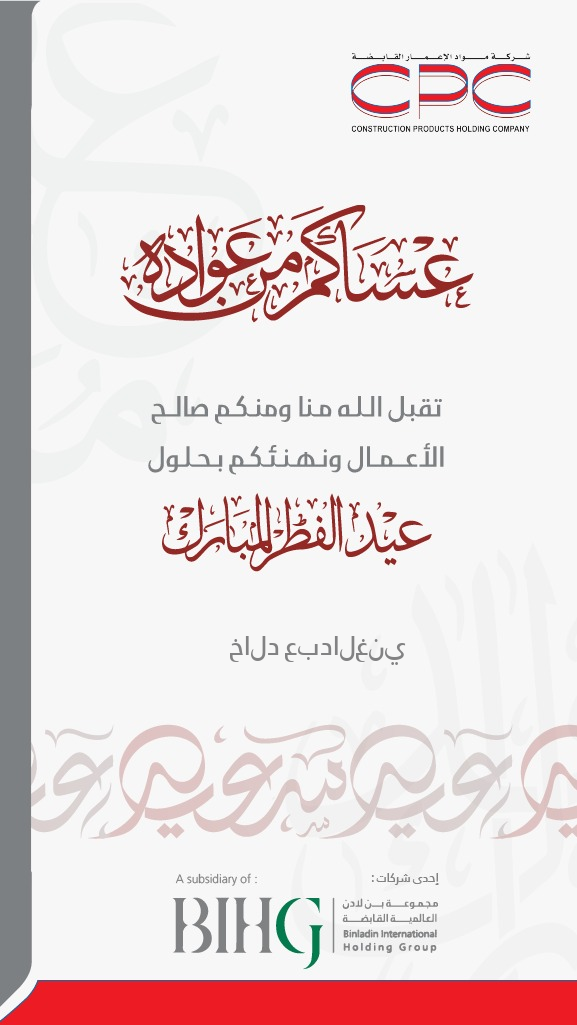 شركة مواد الإعمار القابضة
CPC
CONSTRUCTION PRODUCTS HOLDING COMPANY
عساكم من عواده
تقبل الله منا ومنكم صالح
الأعمال ونهنئكم بحلول
عيد الفطر المبارك
ينغلادبع دلاخ
عيد سعيد
إحدى شركات :
A subsidiary of :
BIHG
مجموعة بن لادن
العالمية القابضة
Binladin International
Holding Group